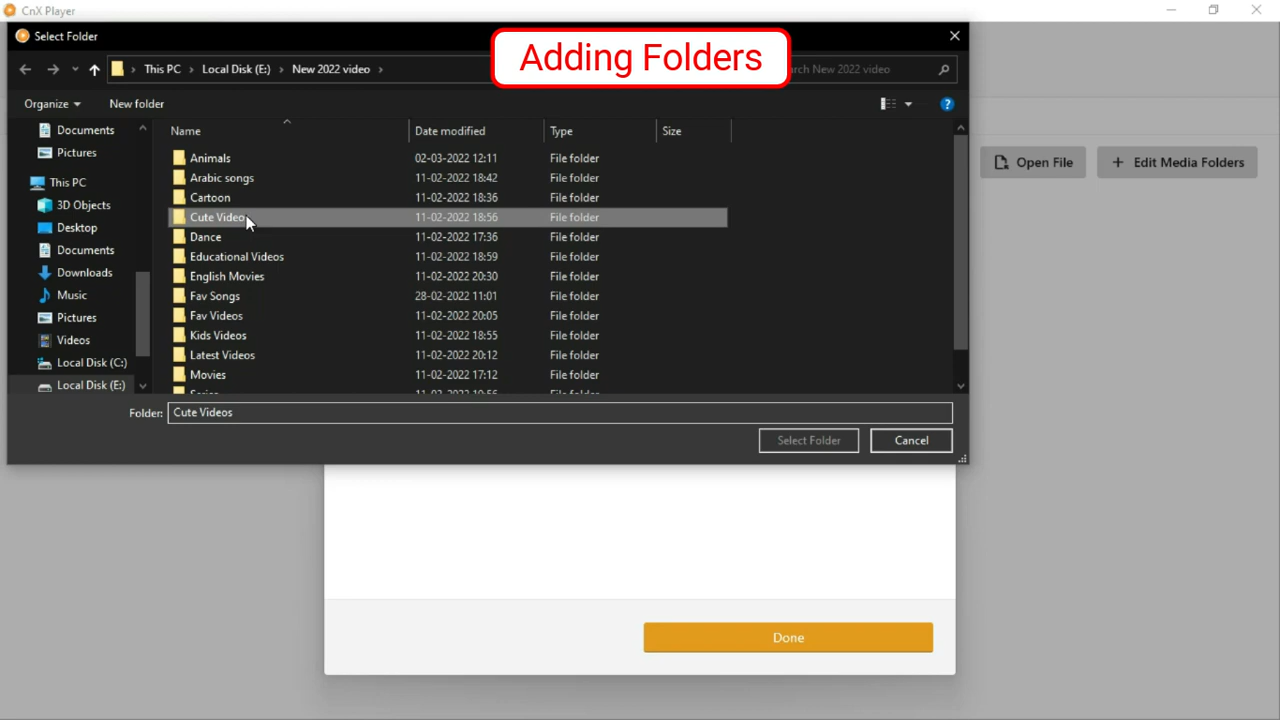 CnX Player
Select Folder
Adding Folders
This PC > Local Disk (E:) > New 2022 video >
rch New 2022 video
Organize
New folder
Name Date modified Type Size
Documents
Pictures
This PC
3D Objects
Desktop
Documents
Downloads
Music
Pictures
Videos
Local Disk (C:)
Local Disk (E:)
Animals 02-03-2022 12:11 File folder
Arabic songs 11-02-2022 18:42 File folder
Cartoon 11-02-2022 18:36 File folder
Cute Videos 11-02-2022 18:56 File folder
Dance 11-02-2022 17:36 File folder
Educational Videos 11-02-2022 18:59 File folder
English Movies 11-02-2022 20:30 File folder
Fav Songs 28-02-2022 11:01 File folder
Fav Videos 11-02-2022 20:05 File folder
Kids Videos 11-02-2022 18:55 File folder
Latest Videos 11-02-2022 20:12 File folder
Movies 11-02-2022 17:12 File folder
Folder: Cute Videos
Select Folder
Cancel
Open File
+ Edit Media Folders
Done